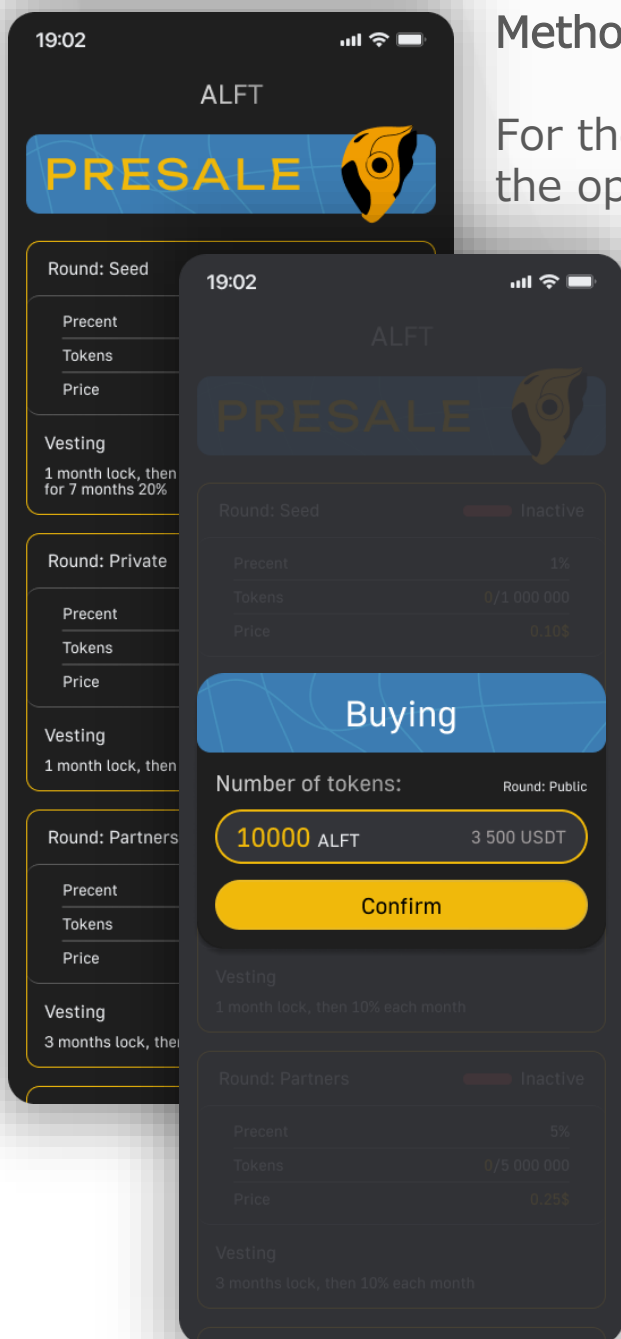 Metho
For the
the op
19:02
ALFT
PRESALE
Round: Seed
Precent
Tokens
Price
Vesting
1 month lock, then
for 7 months 20%
Round: Private
Precent
Tokens
Price
Vesting
1 month lock, then
Round: Partners
Precent
Tokens
Price
Vesting
3 months lock, the
19:02
ALFT
PRESALE
Round: Seed Inactive
Precent 1%
Tokens 0/1 000 000
Price 0.10$
Buying
Number of tokens: Round: Public
10000 ALFT 3 500 USDT
Confirm
Vesting
1 month lock, then 10% each month
Round: Partners Inactive
Precent 5%
Tokens 0/5 000 000
Price 0.25$
Vesting
3 months lock, then 10% each month